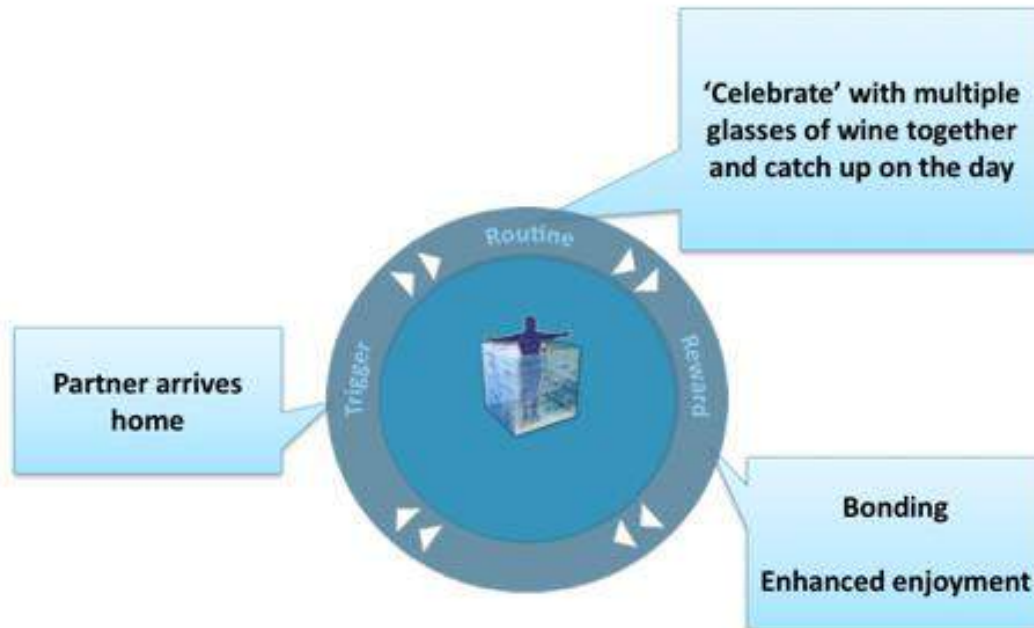 ‘Celebrate’ with multiple
glasses of wine together
and catch up on the day
Routine
Trigger
Reward
Partner arrives
home
Bonding
Enhanced enjoyment